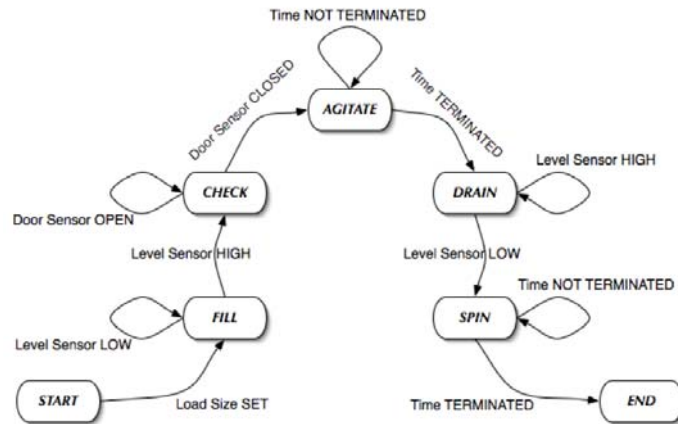 Time NOT TERMINATED
Door Sensor CLOSED
AGITATE
Time TERMINATED
Level Sensor HIGH
CHECK
DRAIN
Door Sensor OPEN
Level Sensor HIGH
Level Sensor LOW
Time NOT TERMINATED
FILL
SPIN
Level Sensor LOW
START
Load Size SET
Time TERMINATED
END